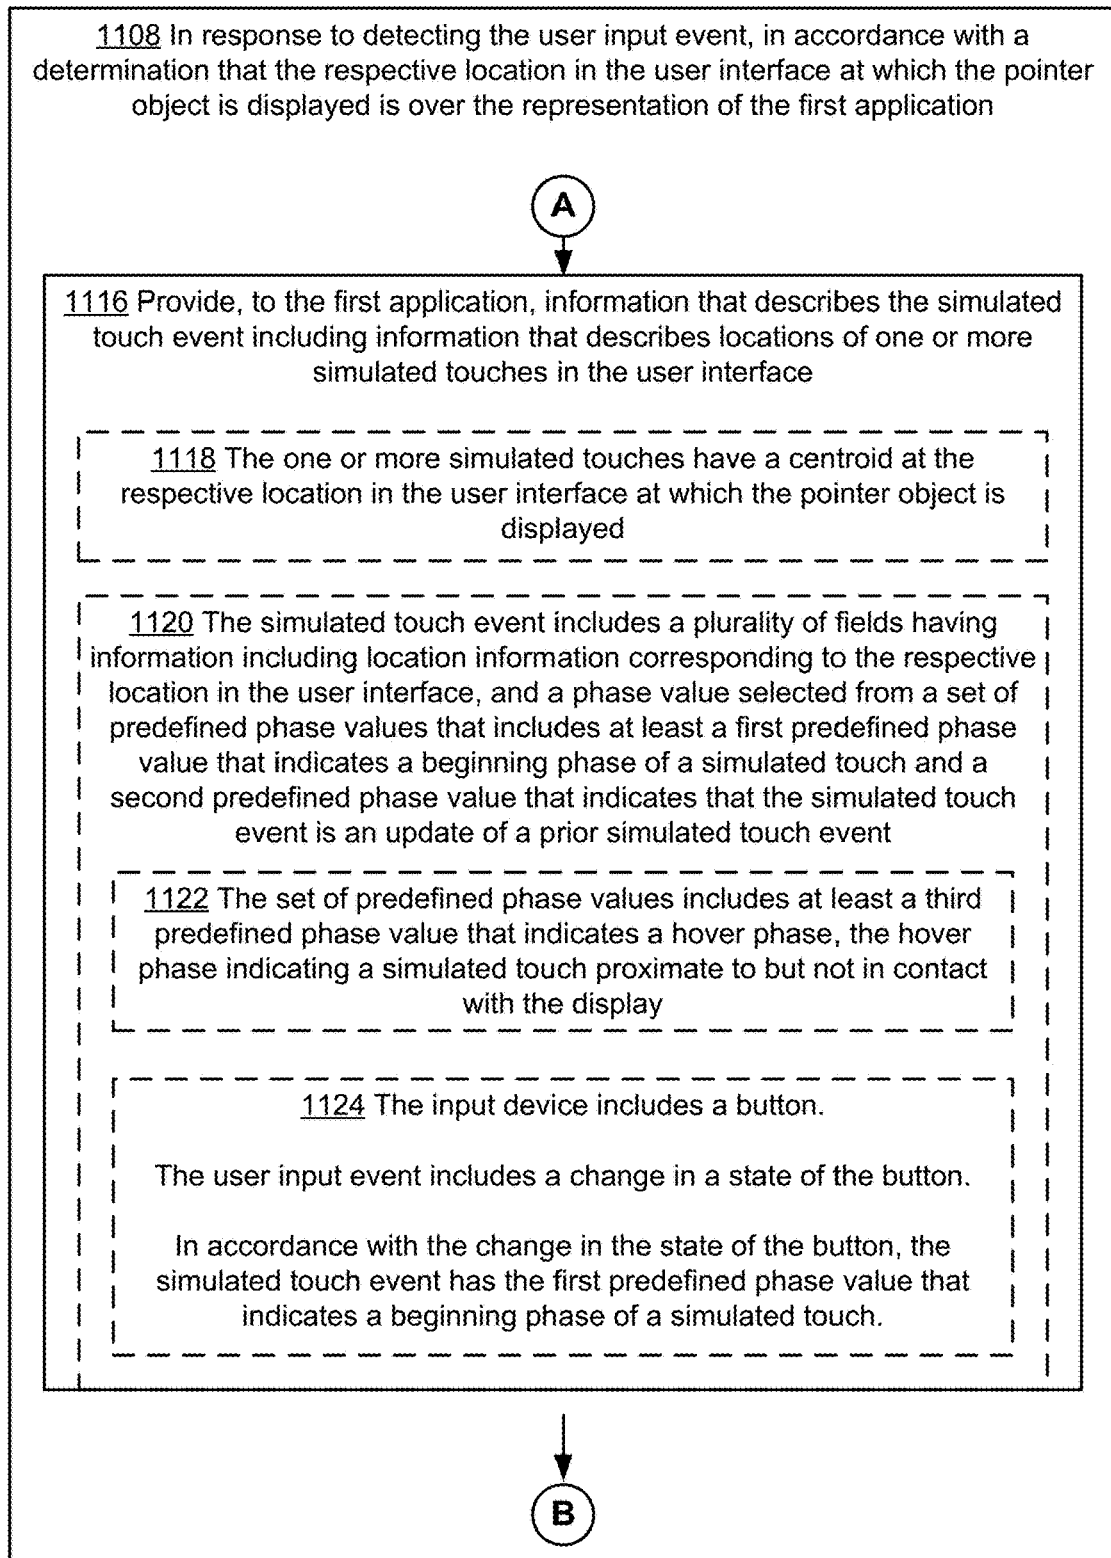 1108 In response to detecting the user input event, in accordance with a
determination that the respective location in the user interface at which the pointer
object is displayed is over the representation of the first application
A
1116 Provide, to the first application, information that describes the simulated
touch event including information that describes locations of one or more
simulated touches in the user interface
1118 The one or more simulated touches have a centroid at the
respective location in the user interface at which the pointer object is
displayed
1120 The simulated touch event includes a plurality of fields having
information including location information corresponding to the respective
location in the user interface, and a phase value selected from a set of
predefined phase values that includes at least a first predefined phase
value that indicates a beginning phase of a simulated touch and a
second predefined phase value that indicates that the simulated touch
event is an update of a prior simulated touch event
1122 The set of predefined phase values includes at least a third
predefined phase value that indicates a hover phase, the hover
phase indicating a simulated touch proximate to but not in contact
with the display
1124 The input device includes a button.
The user input event includes a change in a state of the button.
In accordance with the change in the state of the button, the
simulated touch event has the first predefined phase value that
indicates a beginning phase of a simulated touch.
B